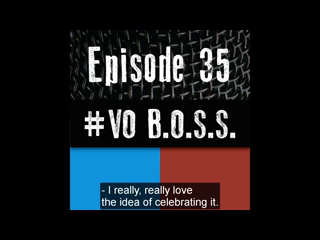 Episode 35
#VO B.O.S.S.
- I really, really love
the idea of celebrating it.